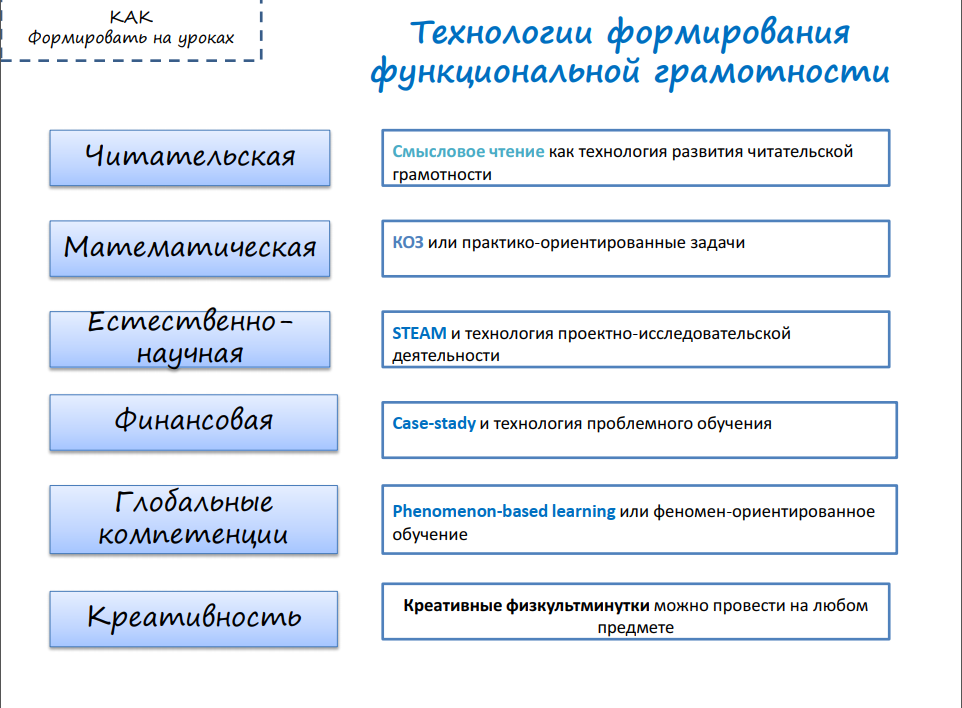 КАК
Формировать на уроках
Технологии формирования
функциональной грамотности
Читательская
Смысловое чтение как технология развития читательской
грамотности
Математическая
КОЗ или практико-ориентированные задачи
Естественно-
научная
STEAM и технология проектно-исследовательской
деятельности
Финансовая
Case-stady и технология проблемного обучения
Глобальные
компетенции
Phenomenon-based learning или феномен-ориентированное
обучение
Креативность
Креативные физкультминутки можно провести на любом
предмете